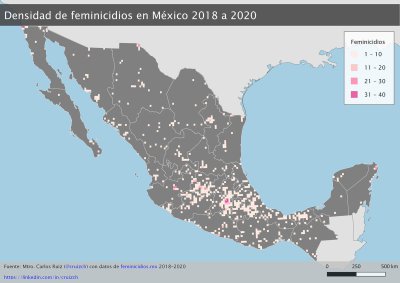 Densidad de feminicidios en México 2018 a 2020
Feminicidios
1 - 10
11 - 20
21 - 30
31 - 40
Fuente: Mtro. Carlos Ruiz (@cruizch) con datos de feminicidios.mx 2018-2020
https://linkedin.com/in/cruizch
0 250 500 km